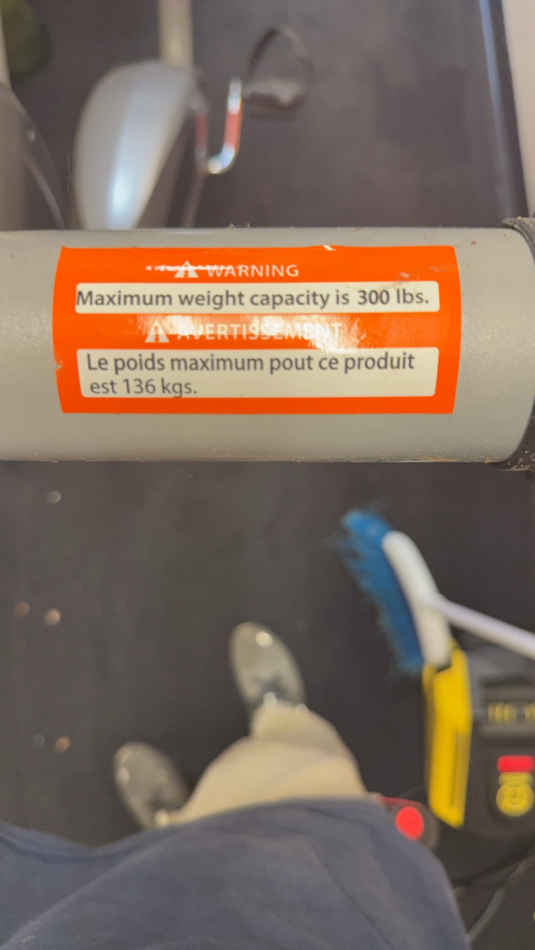 WARNING
Maximum weight capacity is 300 lbs.
AVERTISSEMENT
Le poids maximum pout ce produit
est 136 kgs.